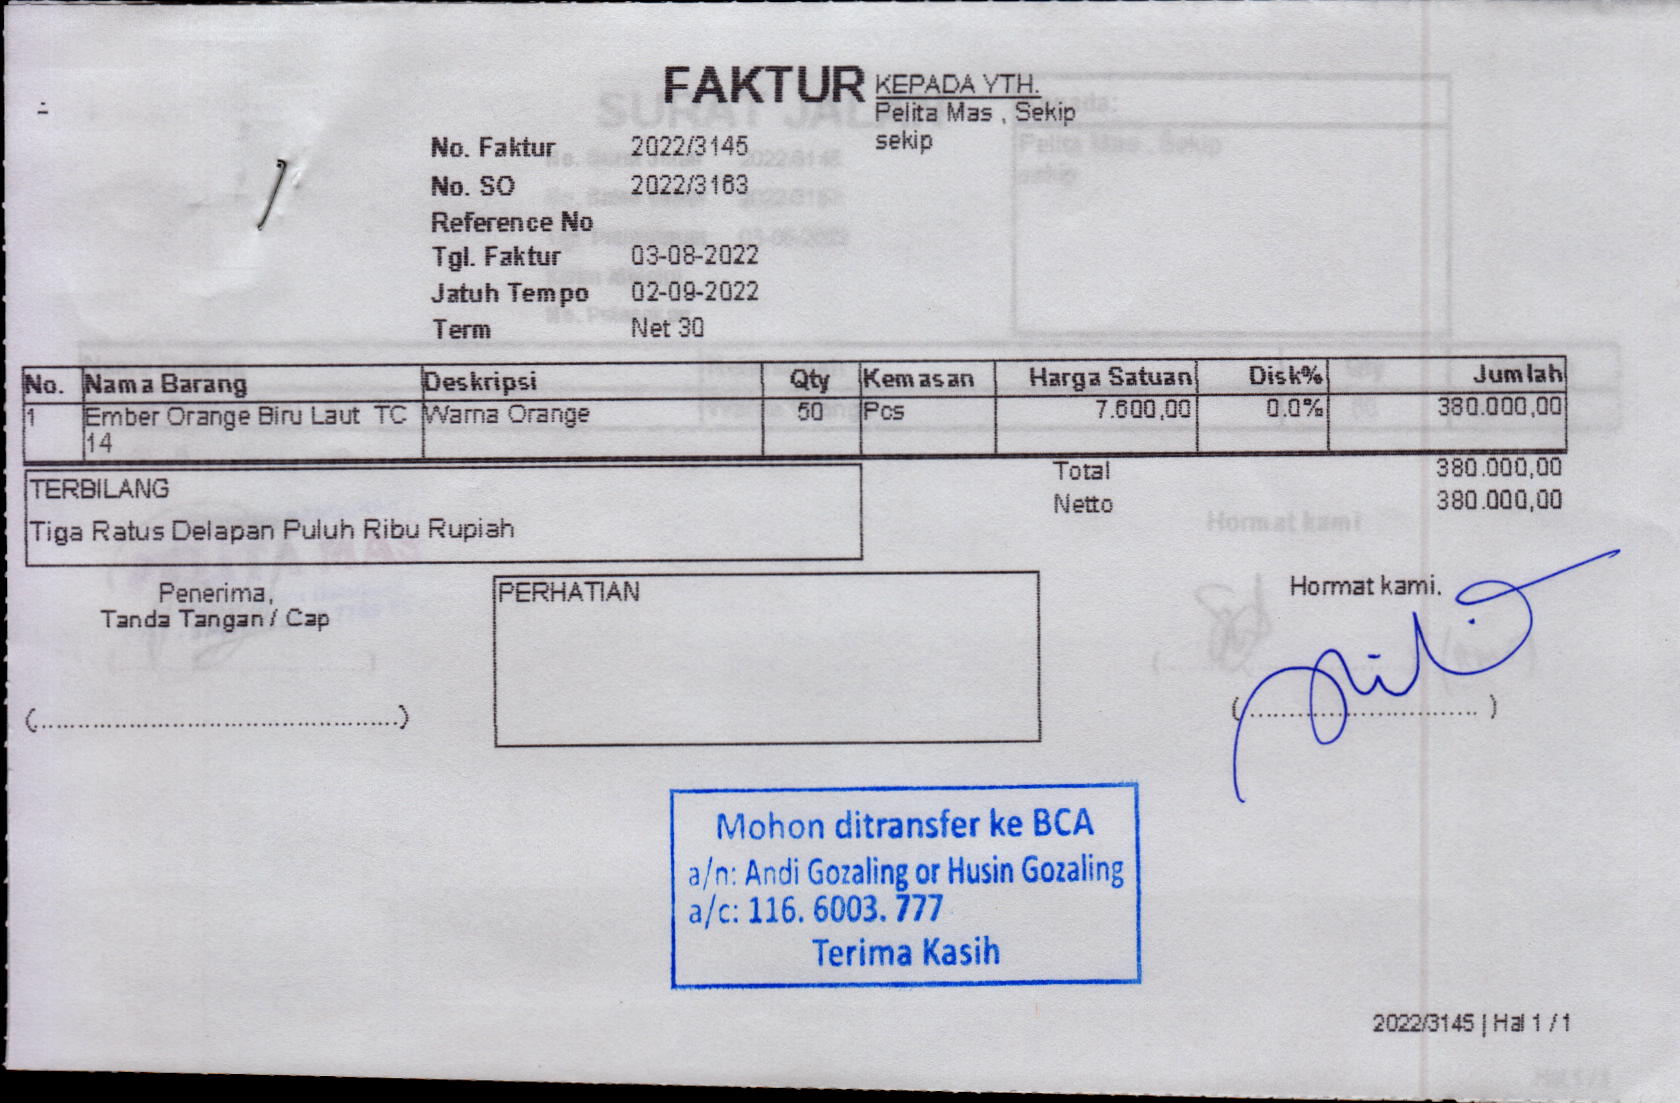 FAKTUR
KEPADA YTH.
Pelita Mas , Sekip
sekip
No. Faktur 2022/3145
No. SO 2022/3163
Reference No
Tgl. Faktur 03-08-2022
Jatuh Tempo 02-09-2022
Term Net 30
No. Nama Barang Deskripsi Qty Kemasan Harga Satuan Disk% Jumlah
1 Ember Orange Biru Laut TC Warna Orange 50 Pcs 7.600,00 0.0% 380.000,00
14
Total 380.000,00
Netto 380.000,00
TERBILANG
Tiga Ratus Delapan Puluh Ribu Rupiah
Penerima,
Tanda Tangan / Cap
(................................................)
PERHATIAN
Hormat kami.
(.............................. )
Mohon ditransfer ke BCA
a/n: Andi Gozaling or Husin Gozaling
a/c: 116. 6003. 777
Terima Kasih
2022/3145 | Hal 1 / 1